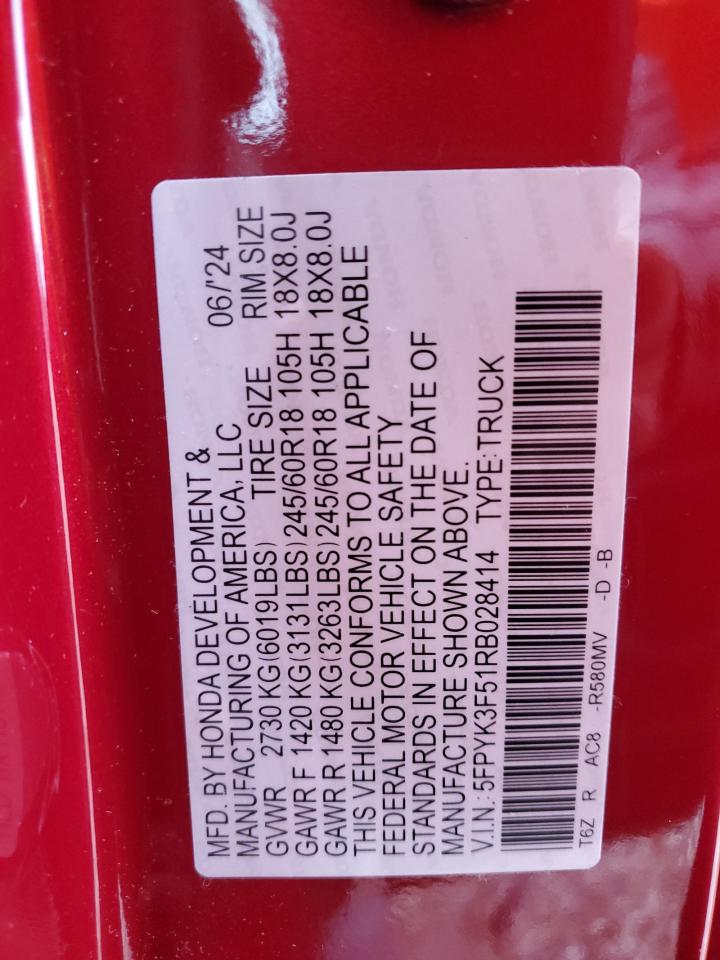 MFD. BY HONDA DEVELOPMENT &
MANUFACTURING OF AMERICA, LLC 06/'24
GVWR 2730 KG (6019LBS) TIRE SIZE RIM SIZE
GAWR F 1420 KG (3131LBS) 245/60R18 105H 18X8.0J
GAWR R 1480 KG (3263LBS) 245/60R18 105H 18X8.0J
THIS VEHICLE CONFORMS TO ALL APPLICABLE
FEDERAL MOTOR VEHICLE SAFETY
STANDARDS IN EFFECT ON THE DATE OF
MANUFACTURE SHOWN ABOVE.
V.I.N.: 5FPYK3F51RB028414 TYPE: TRUCK
T6Z R AC8 -R580MV -D -B